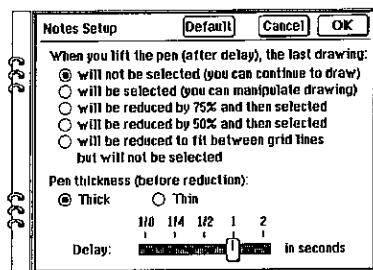 Notes Setup Default Cancel OK
When you lift the pen (after delay), the last drawing:
will not be selected (you can continue to draw)
will be selected (you can manipulate drawing)
will be reduced by 75% and then selected
will be reduced by 50% and then selected
will be reduced to fit between grid lines
but will not be selected
Pen thickness (before reduction):
Thick Thin
1/8 1/4 1/2 1 2
Delay: in seconds